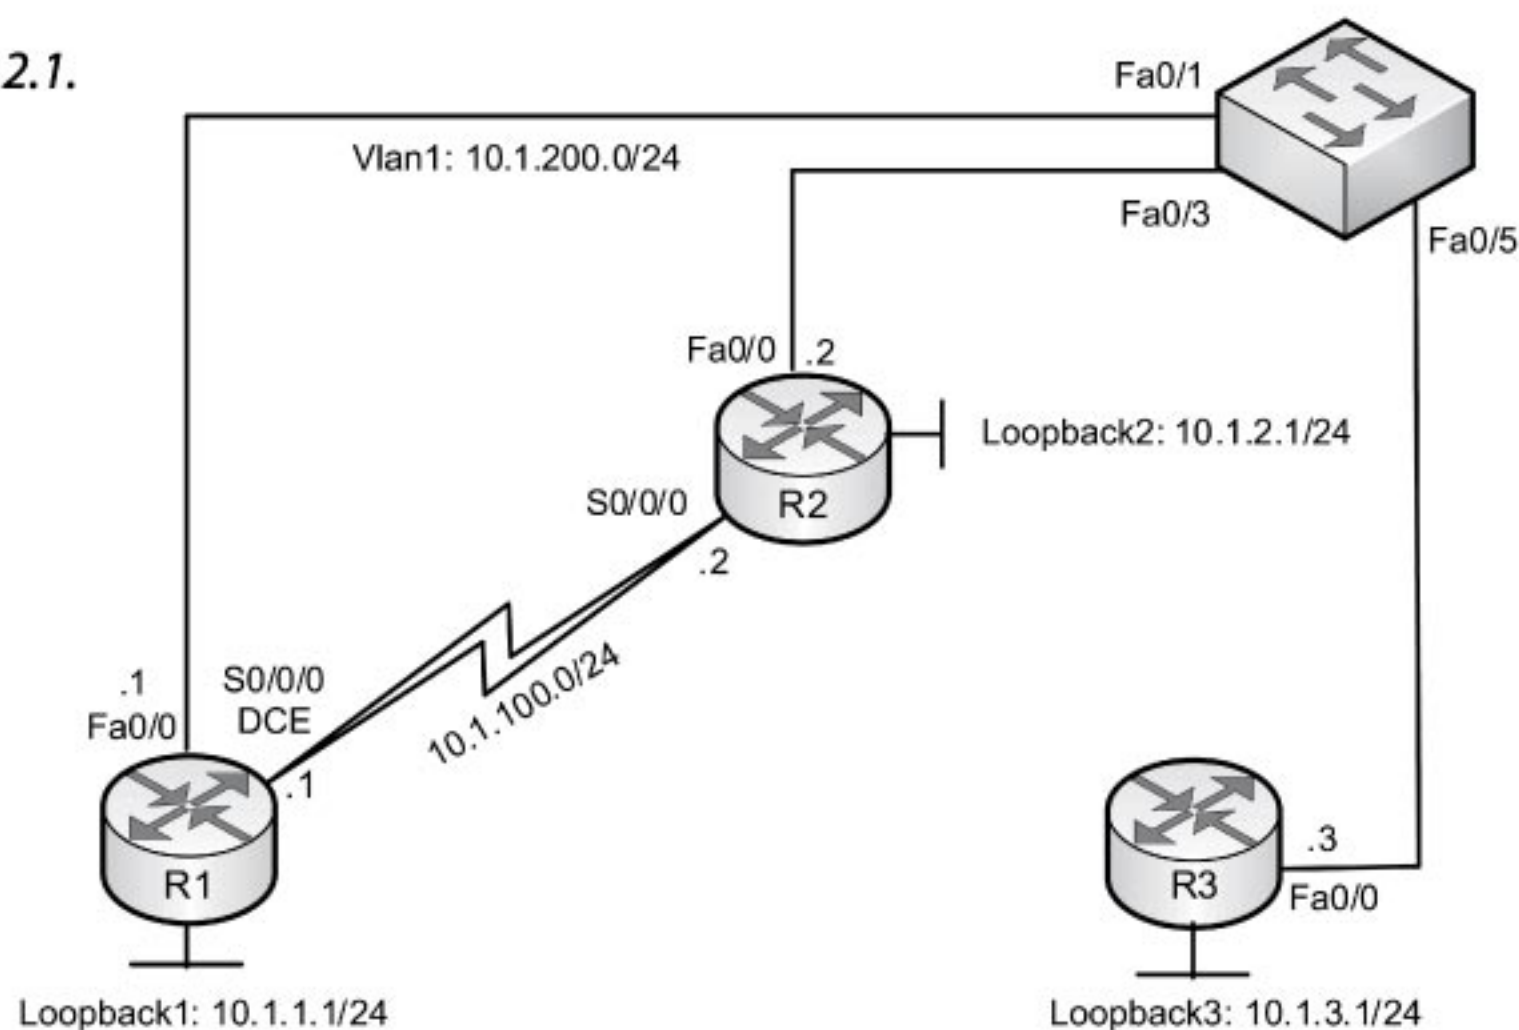 2.1.
Fa0/1
Vlan1: 10.1.200.0/24
Fa0/3
Fa0/5
Fa0/0 .2
Loopback2: 10.1.2.1/24
S0/0/0
R2
.2
10.1.100.0/24
.1
Fa0/0
S0/0/0
DCE
.1
R1
.3
R3
Fa0/0
Loopback1: 10.1.1.1/24
Loopback3: 10.1.3.1/24